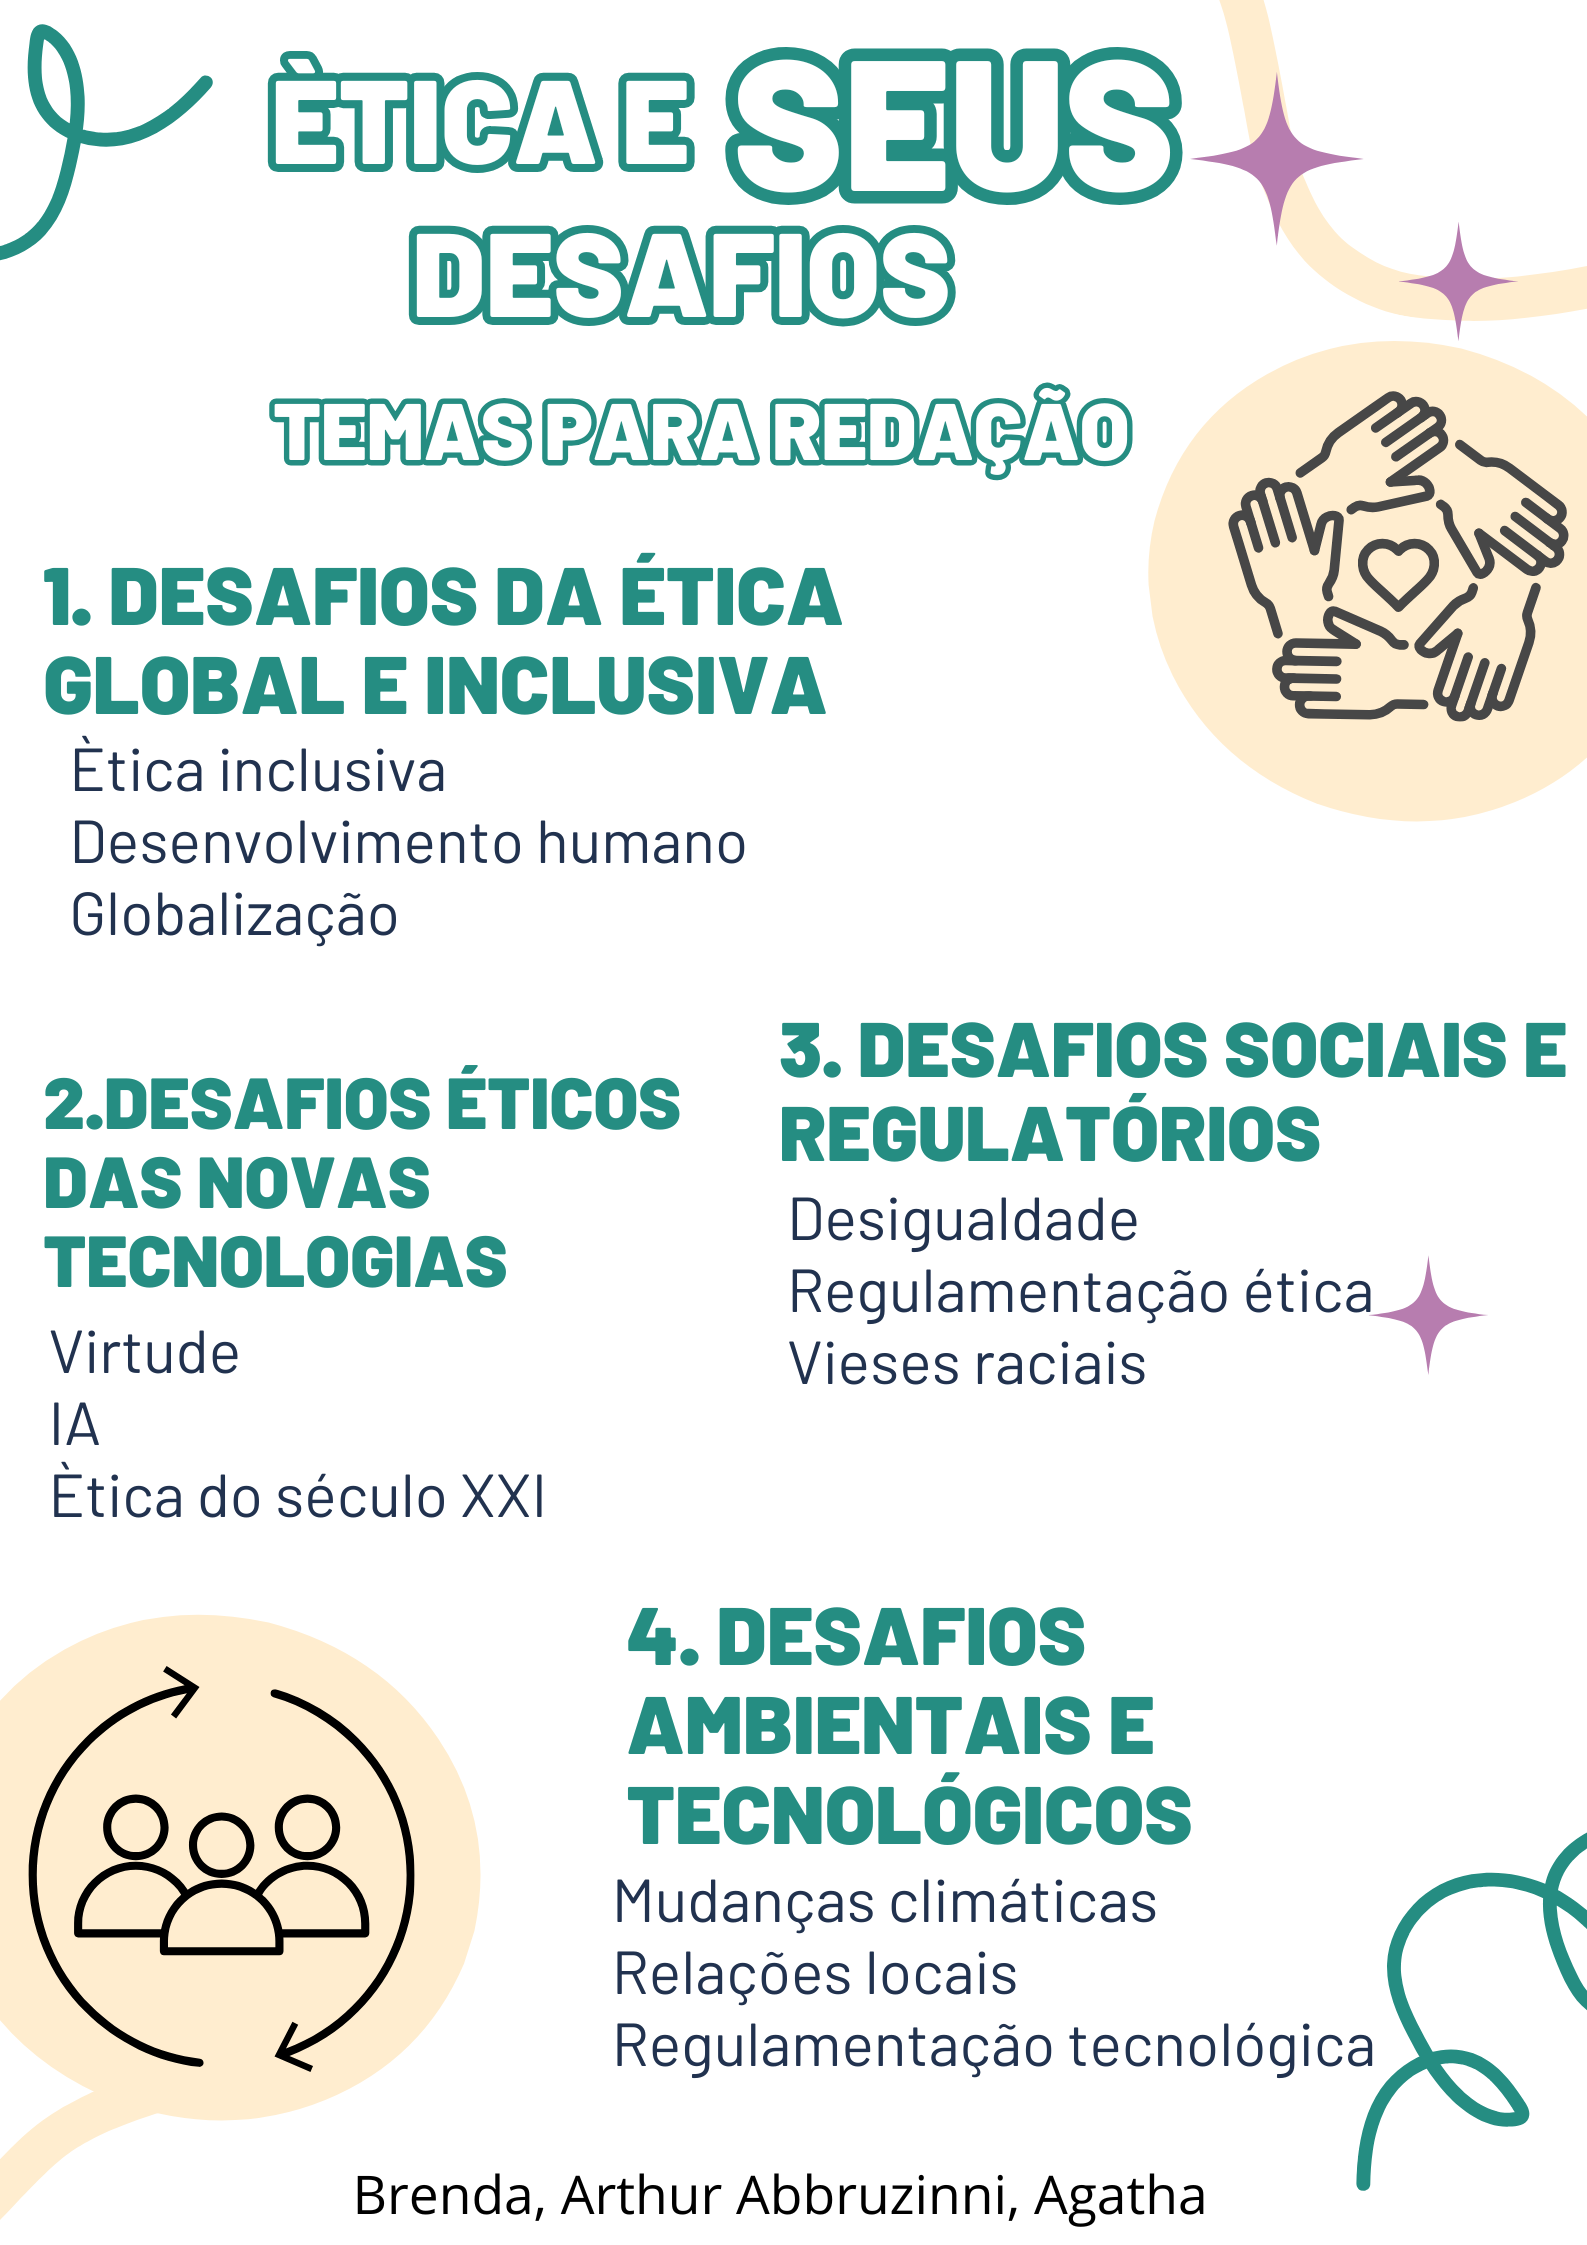 ÈTICA E SEUS
DESAFIOS
TEMAS PARA REDAÇÃO
1. DESAFIOS DA ÉTICA
GLOBAL E INCLUSIVA
Ètica inclusiva
Desenvolvimento humano
Globalização
2.DESAFIOS ÉTICOS
DAS NOVAS
TECNOLOGIAS
Virtude
IA
Ètica do século XXI
3. DESAFIOS SOCIAIS E
REGULATÓRIOS
Desigualdade
Regulamentação ética
Vieses raciais
4. DESAFIOS
AMBIENTAIS E
TECNOLÓGICOS
Mudanças climáticas
Relações locais
Regulamentação tecnológica
Brenda, Arthur Abbruzinni, Agatha